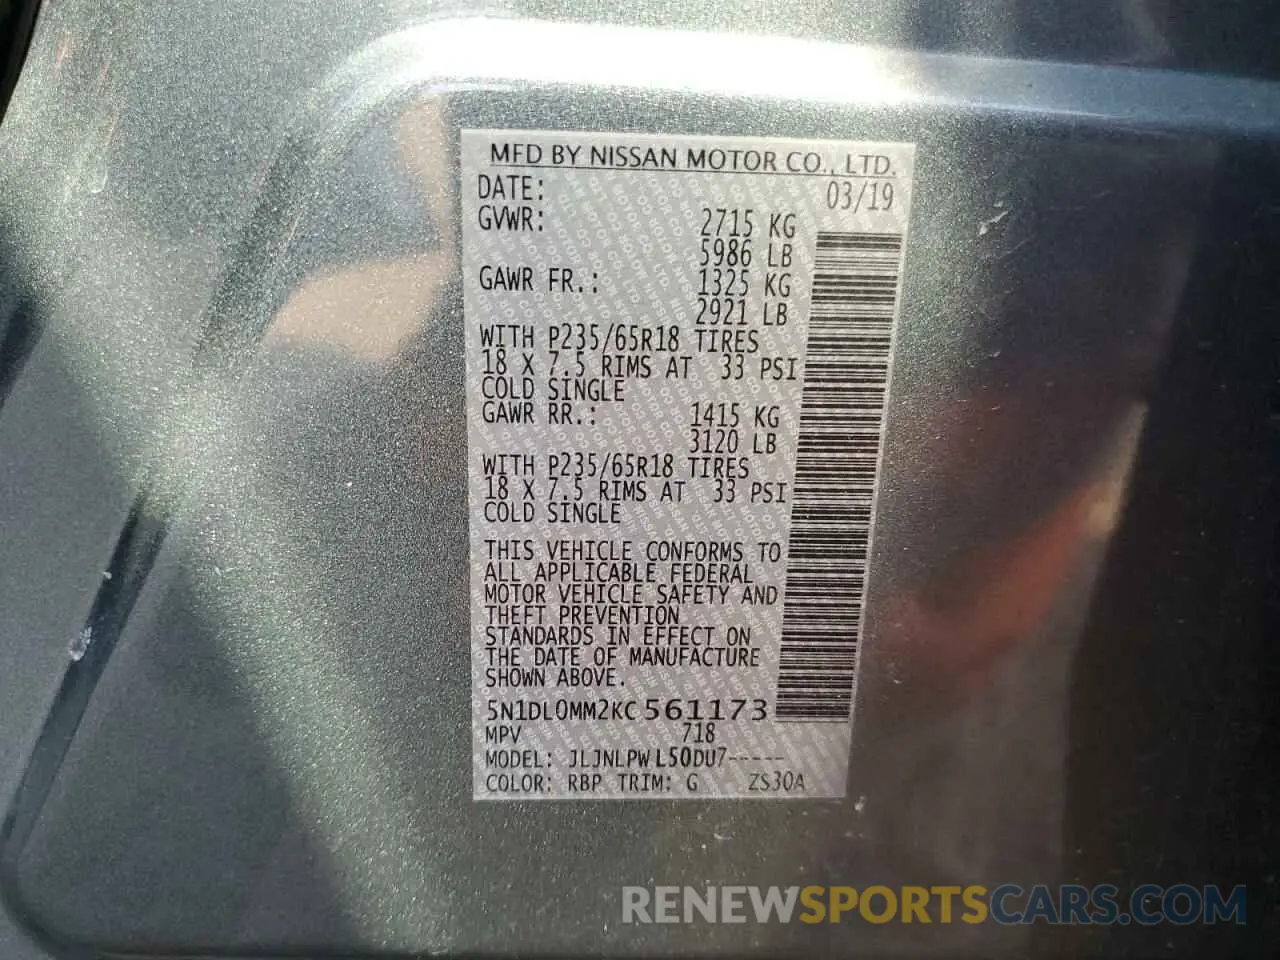 MFD BY NISSAN MOTOR CO., LTD.
DATE: 03/19
GVWR: 2715 KG
5986 LB
GAWR FR.: 1325 KG
2921 LB
WITH P235/65R18 TIRES
18 X 7.5 RIMS AT 33 PSI
COLD SINGLE
GAWR RR.: 1415 KG
3120 LB
WITH P235/65R18 TIRES
18 X 7.5 RIMS AT 33 PSI
COLD SINGLE
THIS VEHICLE CONFORMS TO
ALL APPLICABLE FEDERAL
MOTOR VEHICLE SAFETY AND
THEFT PREVENTION
STANDARDS IN EFFECT ON
THE DATE OF MANUFACTURE
SHOWN ABOVE.
5N1DL0MM2KC561173
MPV 718
MODEL: JLJNLPWL50DU7-----
COLOR: RBP TRIM: G ZS30A
RENEWSPORTSCARS.COM